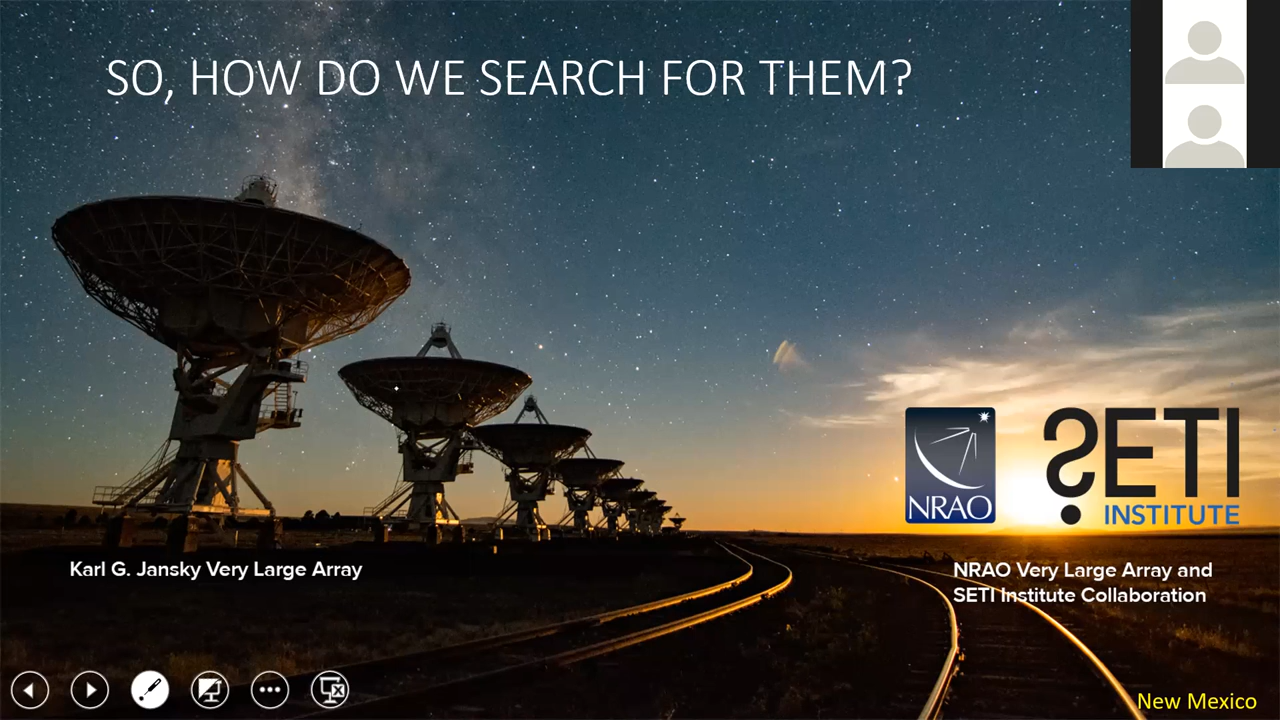 SO, HOW DO WE SEARCH FOR THEM?
NRAO
SETI
INSTITUTE
Karl G. Jansky Very Large Array
NRAO Very Large Array and
SETI Institute Collaboration
New Mexico